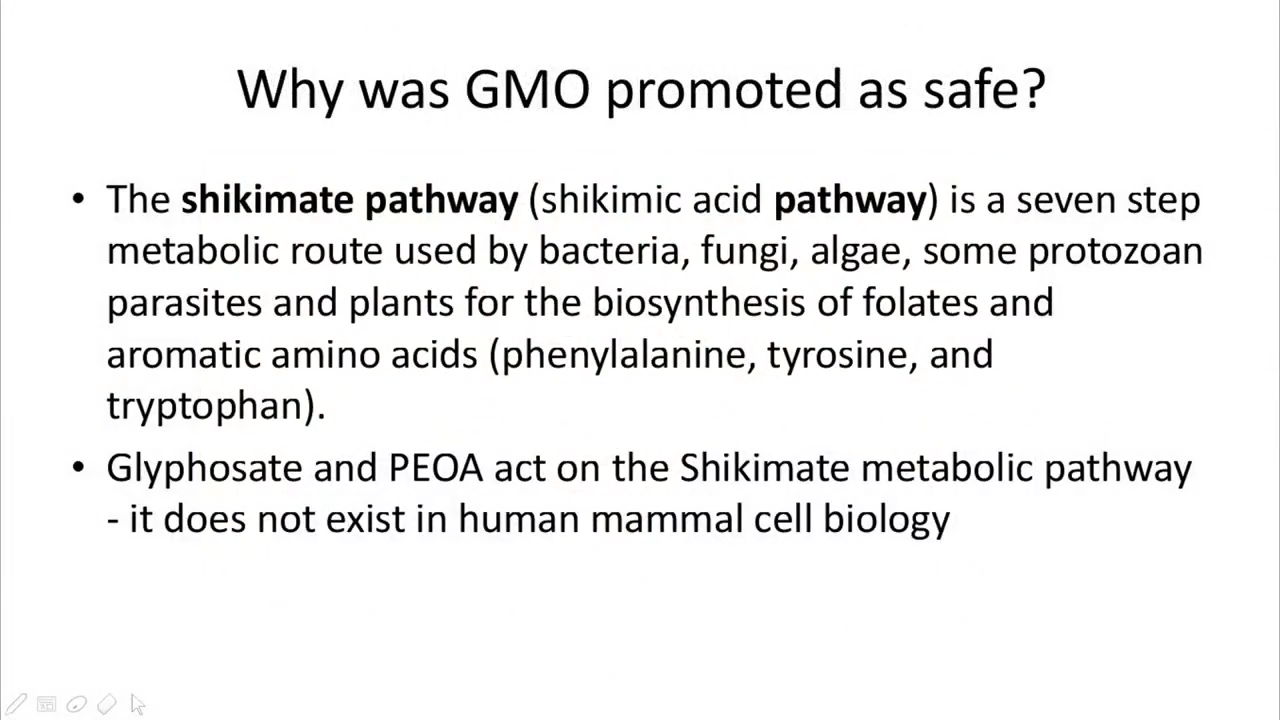 Why was GMO promoted as safe?
• The shikimate pathway (shikimic acid pathway) is a seven step
metabolic route used by bacteria, fungi, algae, some protozoan
parasites and plants for the biosynthesis of folates and
aromatic amino acids (phenylalanine, tyrosine, and
tryptophan).
• Glyphosate and PEOA act on the Shikimate metabolic pathway
- it does not exist in human mammal cell biology